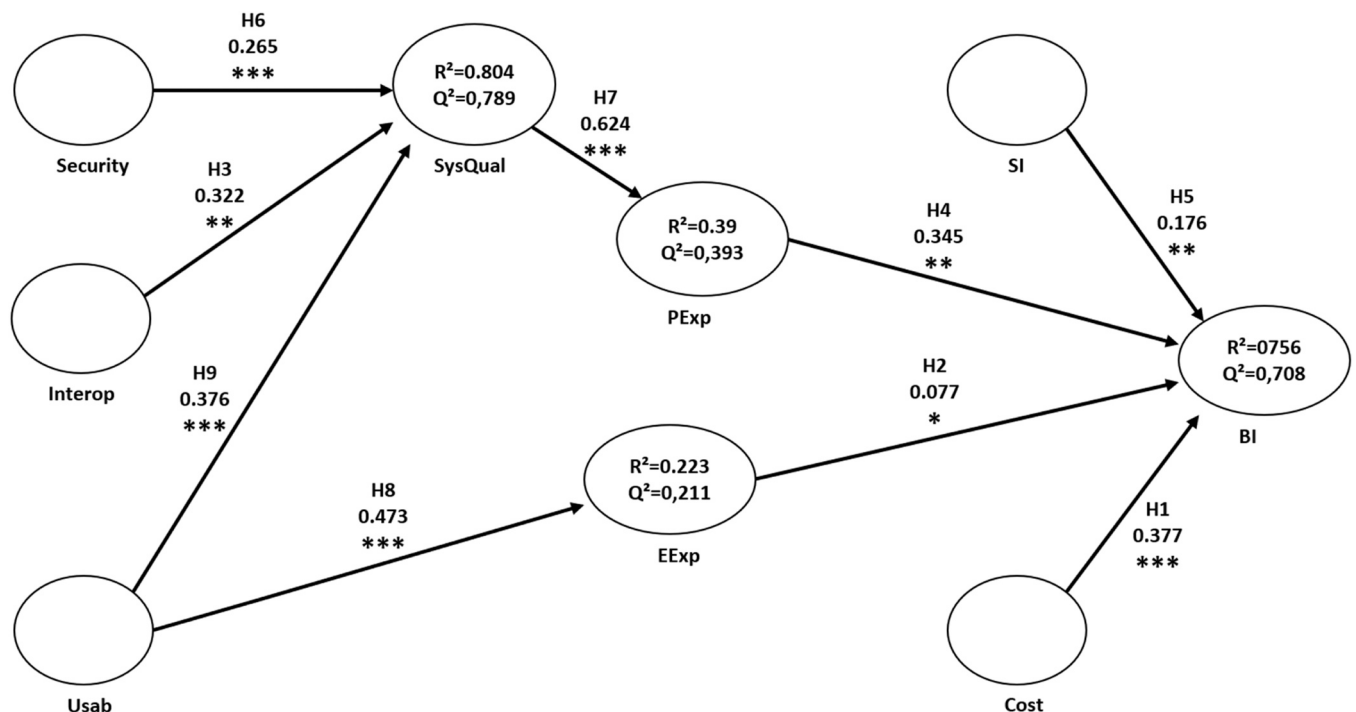 H6
0.265
***
Security
R²=0.804
Q²=0,789
SysQual
H7
0.624
***
SI
H3
0.322
**
Interop
R²=0.39
Q²=0,393
PExp
H4
0.345
**
H5
0.176
**
H9
0.376
***
H2
0.077
*
R²=0756
Q²=0,708
BI
H8
0.473
***
R²=0.223
Q²=0,211
EExp
H1
0.377
***
Usab
Cost